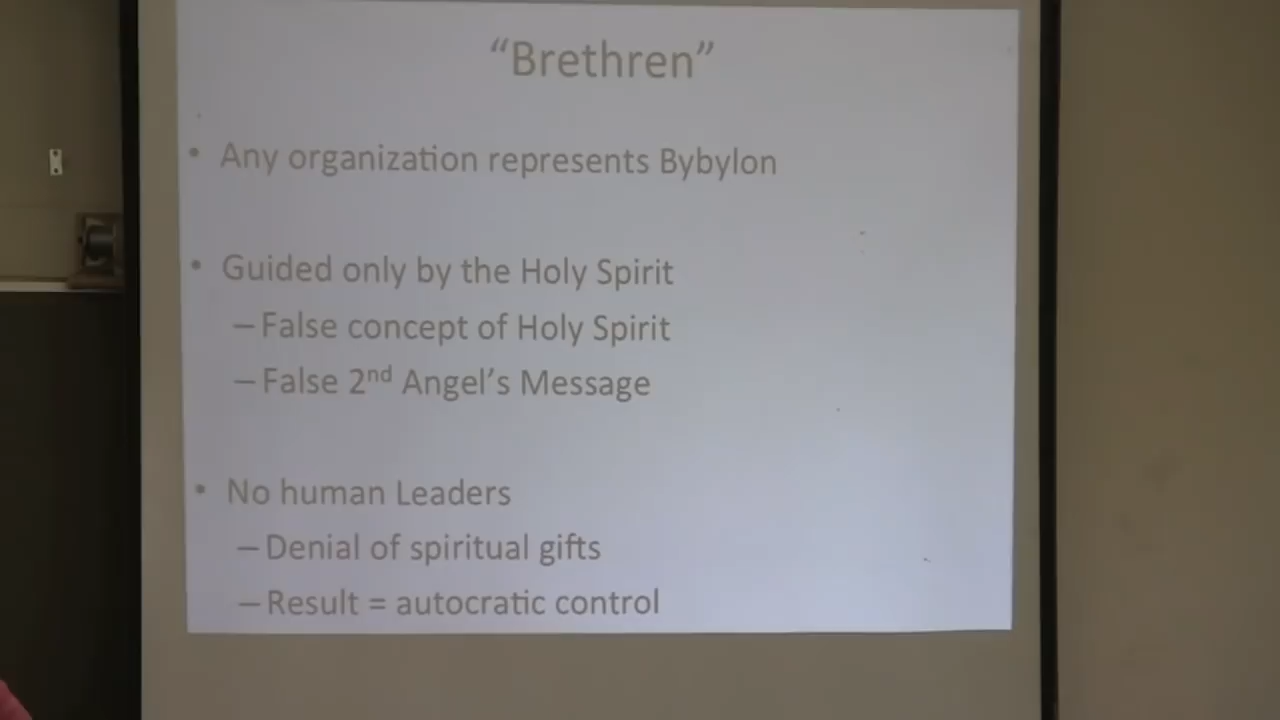 “Brethren”
• Any organization represents Bybylon
• Guided only by the Holy Spirit
– False concept of Holy Spirit
– False 2nd Angel’s Message
• No human Leaders
– Denial of spiritual gifts
– Result = autocratic control